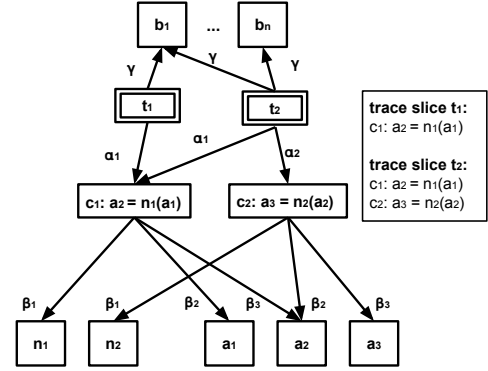 b₁ ... bₙ
γ γ γ
t₁ t₂
α₁ α₁ α₂
c₁: a₂ = n₁(a₁) c₂: a₃ = n₂(a₂)
β₁ β₁ β₂ β₃ β₂ β₃
n₁ n₂ a₁ a₂ a₃
trace slice t₁:
c₁: a₂ = n₁(a₁)
trace slice t₂:
c₁: a₂ = n₁(a₁)
c₂: a₃ = n₂(a₂)